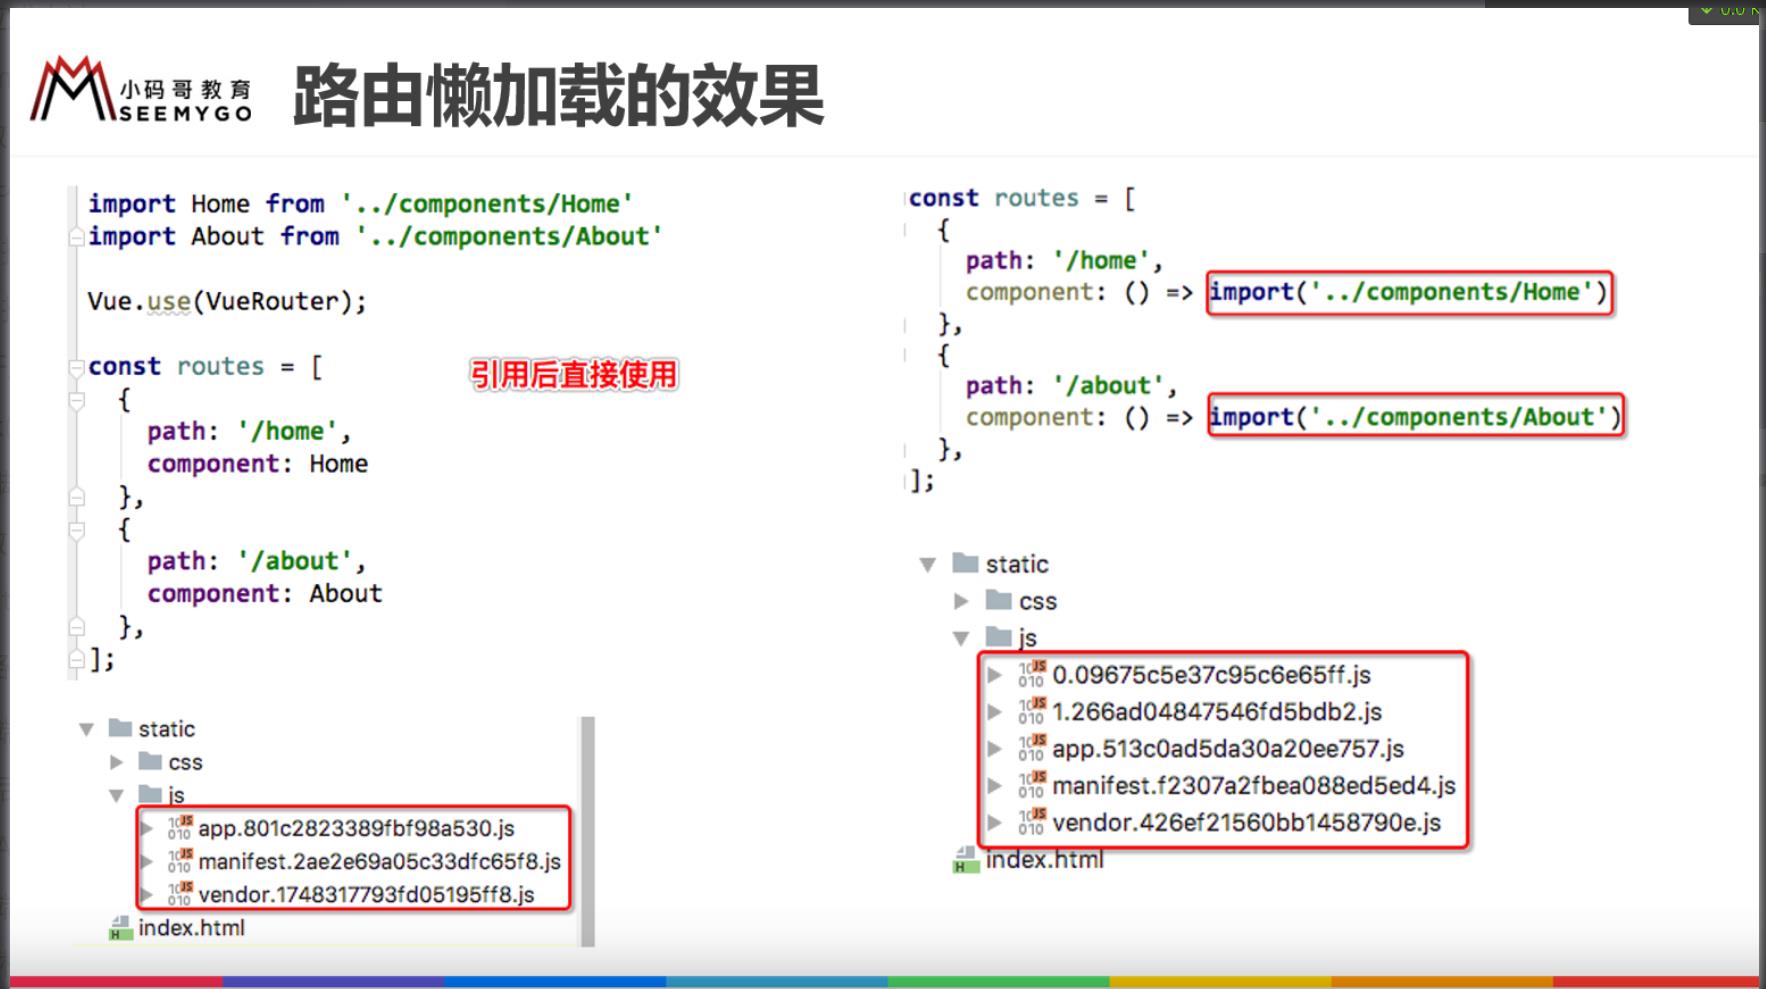 小码哥教育
SEEMYGO
路由懒加载的效果
import Home from '../components/Home'
import About from '../components/About'
Vue.use(VueRouter);
const routes = [
引用后直接使用
{
path: '/home',
component: Home
},
{
path: '/about',
component: About
},
];
static
css
js
app.801c2823389fbf98a530.js
manifest.2ae2e69a05c33dfc65f8.js
vendor.1748317793fd05195ff8.js
index.html
const routes = [
{
path: '/home',
component: () => import('../components/Home')
},
{
path: '/about',
component: () => import('../components/About')
},
];
static
css
js
0.09675c5e37c95c6e65ff.js
1.266ad04847546fd5bdb2.js
app.513c0ad5da30a20ee757.js
manifest.f2307a2fbea088ed5ed4.js
vendor.426ef21560bb1458790e.js
index.html